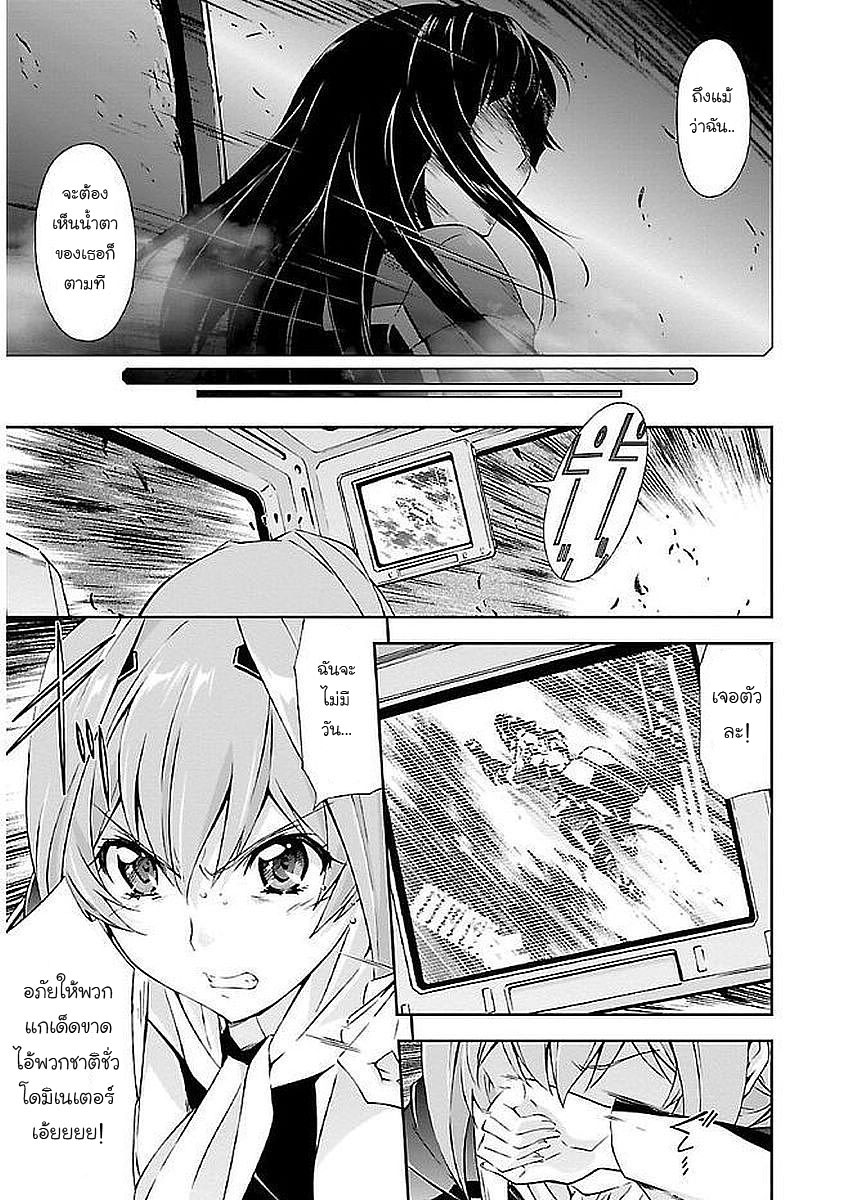 ถึงแม้
ว่าฉัน..
จะต้อง
เห็นน้ำตา
ของเธอก็
ตามที
เจอตัว
ละ!
ฉันจะ
ไม่มี
วัน...
อภัยให้พวก
แกเด็ดขาด
ไอ้พวกชาติชั่ว
โดมิเนเตอร์
เอ้ยยยย!